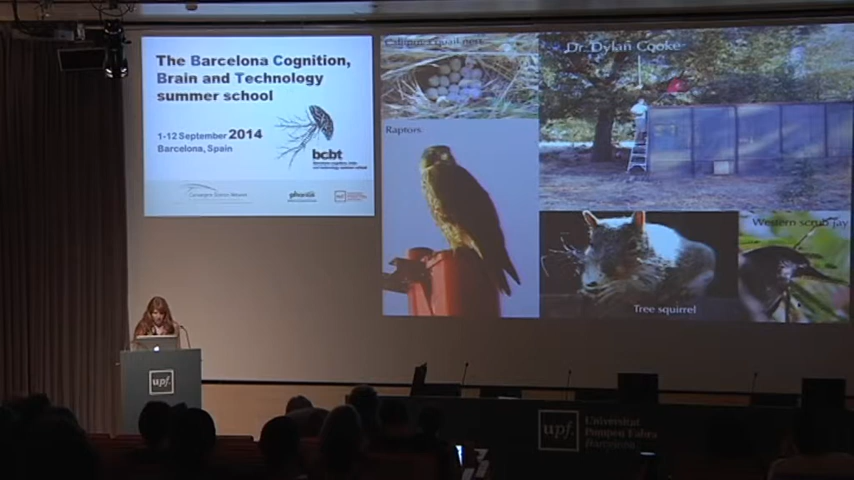 The Barcelona Cognition,
Brain and Technology
summer school
1-12 September 2014
Barcelona, Spain
bcbt
upf
Dr. Dylan Cooke
Raptors
Tree squirrel
Western scrub jay
upf.
upf.
Universitat
Pompeu Fabra
Barcelona